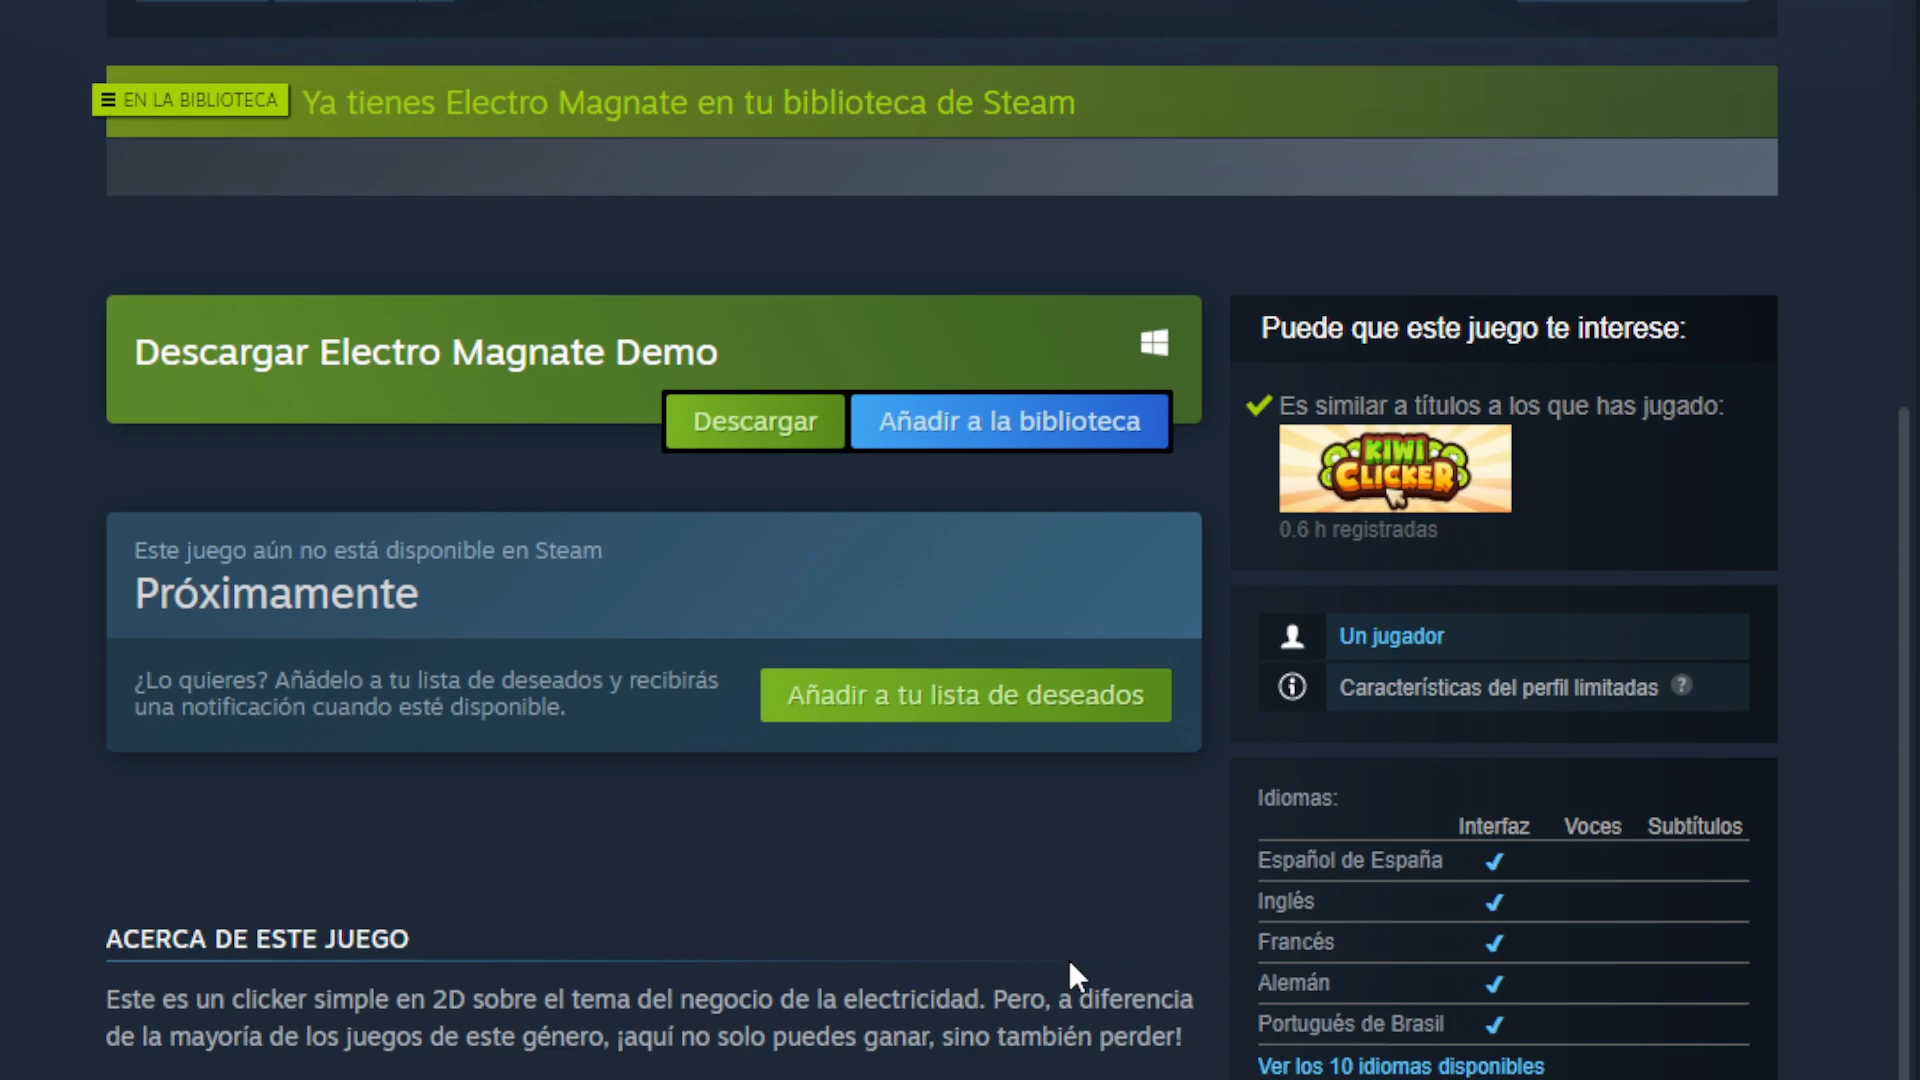 EN LA BIBLIOTECA
Ya tienes Electro Magnate en tu biblioteca de Steam
Descargar Electro Magnate Demo
Descargar
Añadir a la biblioteca
Este juego aún no está disponible en Steam
Próximamente
¿Lo quieres? Añádelo a tu lista de deseados y recibirás
una notificación cuando esté disponible.
Añadir a tu lista de deseados
ACERCA DE ESTE JUEGO
Este es un clicker simple en 2D sobre el tema del negocio de la electricidad. Pero, a diferencia
de la mayoría de los juegos de este género, ¡aquí no solo puedes ganar, sino también perder!
Puede que este juego te interese:
Es similar a títulos a los que has jugado:
KIWI
CLICKER
0.6 h registradas
Un jugador
Características del perfil limitadas ?
Idiomas:
Interfaz Voces Subtítulos
Español de España ✔
Inglés ✔
Francés ✔
Alemán ✔
Portugués de Brasil ✔
Ver los 10 idiomas disponibles